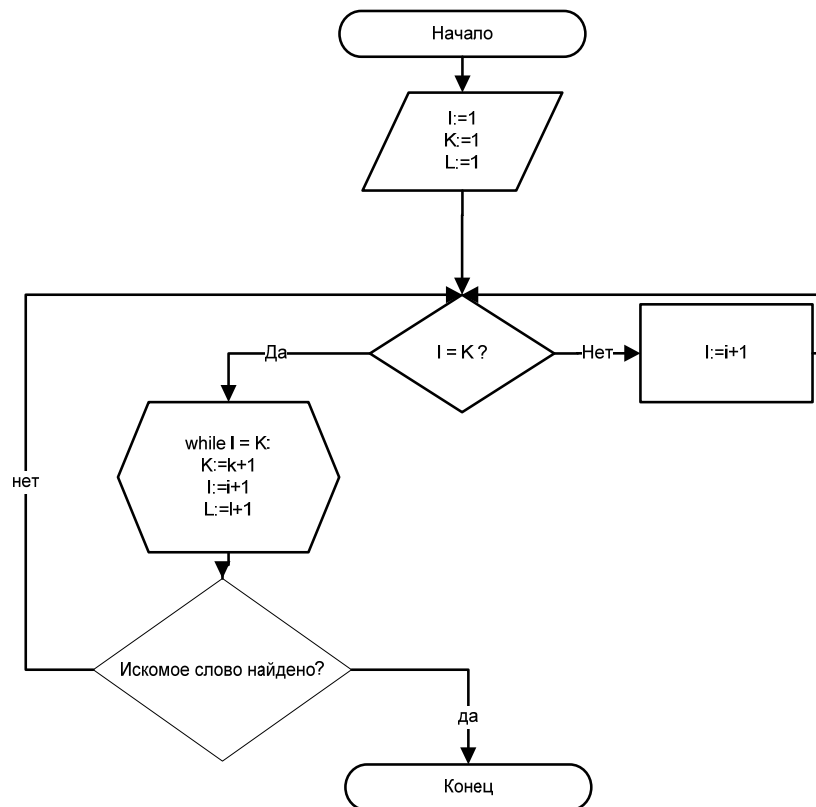 Начало
I:=1
K:=1
L:=1
I = K ?
Да
Нет
I:=i+1
while I = K:
K:=k+1
I:=i+1
L:=l+1
нет
Искомое слово найдено?
да
Конец